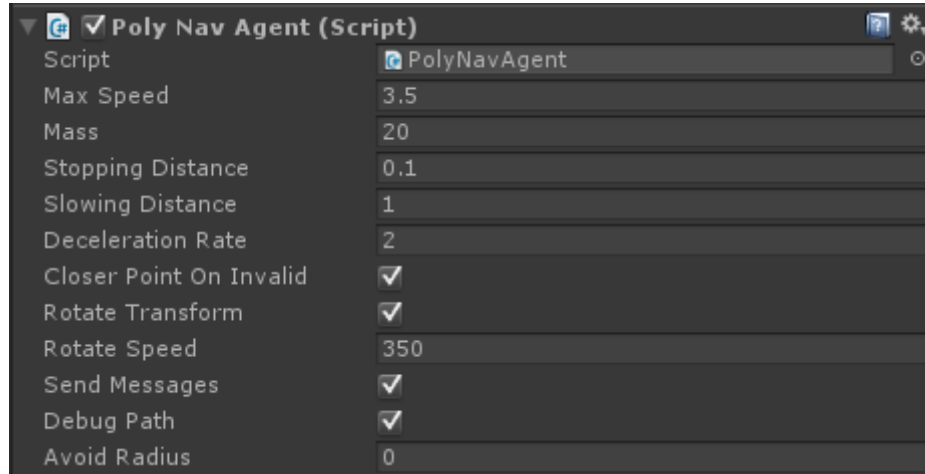 Poly Nav Agent (Script)
Script PolyNavAgent
Max Speed 3.5
Mass 20
Stopping Distance 0.1
Slowing Distance 1
Deceleration Rate 2
Closer Point On Invalid
Rotate Transform
Rotate Speed 350
Send Messages
Debug Path
Avoid Radius 0